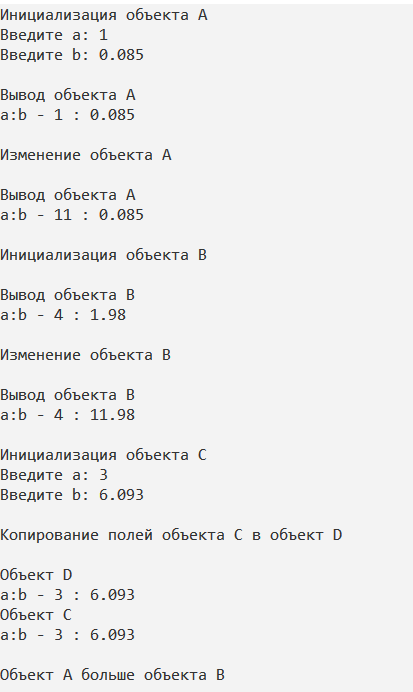 Инициализация объекта A
Введите a: 1
Введите b: 0.085
Вывод объекта A
a:b - 1 : 0.085
Изменение объекта A
Вывод объекта A
a:b - 11 : 0.085
Инициализация объекта B
Вывод объекта B
a:b - 4 : 1.98
Изменение объекта B
Вывод объекта B
a:b - 4 : 11.98
Инициализация объекта C
Введите a: 3
Введите b: 6.093
Копирование полей объекта C в объект D
Объект D
a:b - 3 : 6.093
Объект C
a:b - 3 : 6.093
Объект A больше объекта B